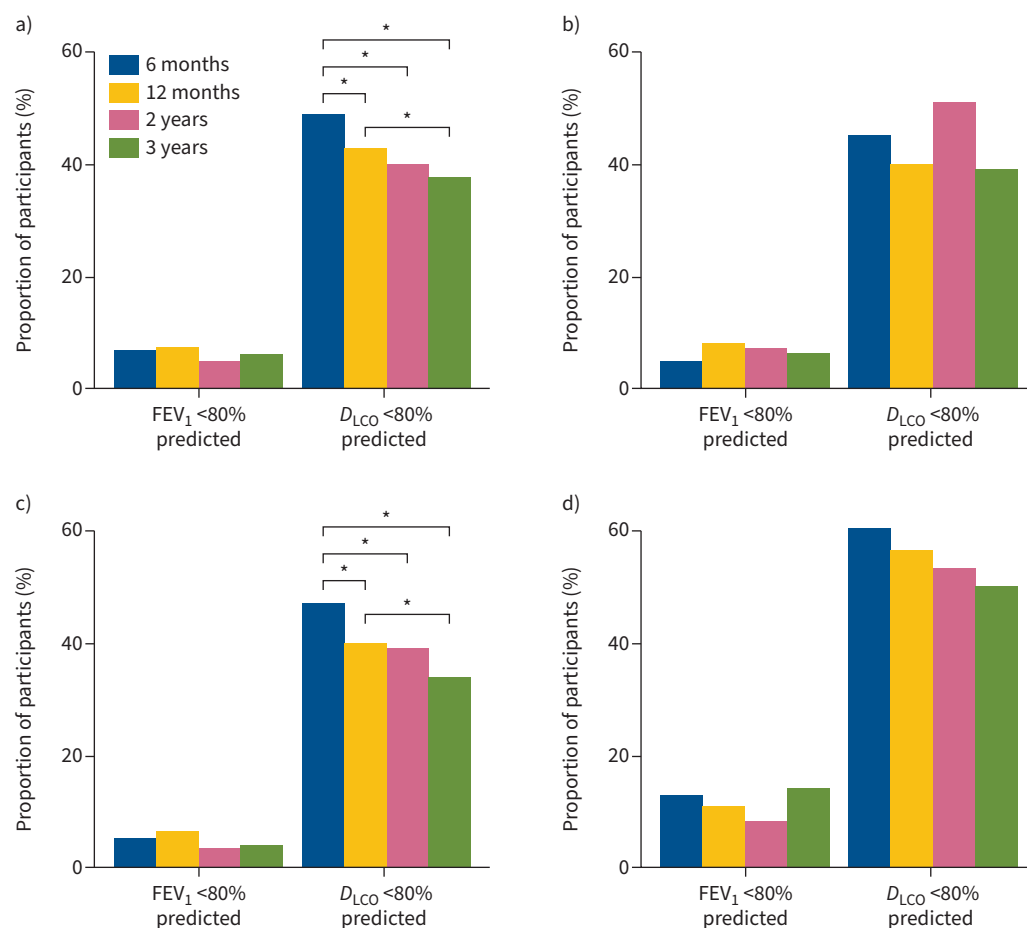 a)
Proportion of participants (%)
60
40
20
0
6 months
12 months
2 years
3 years
*
*
*
*
FEV1 <80%
predicted
DLCO <80%
predicted
b)
Proportion of participants (%)
60
40
20
0
FEV1 <80%
predicted
DLCO <80%
predicted
c)
Proportion of participants (%)
60
40
20
0
*
*
*
*
FEV1 <80%
predicted
DLCO <80%
predicted
d)
Proportion of participants (%)
60
40
20
0
FEV1 <80%
predicted
DLCO <80%
predicted